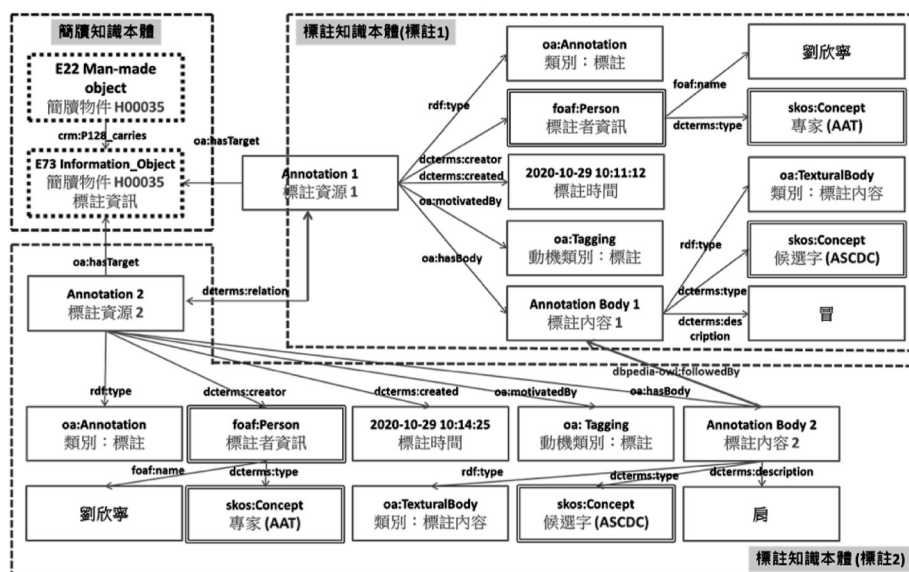 簡牘知識本體
E22 Man-made
object
簡牘物件 H00035
crm:P128_carries
E73 Information_Object
簡牘物件 H00035
標註資訊
oa:hasTarget
標註知識本體(標註1)
Annotation 1
標註資源 1
rdf:type
dcterms:creator
dcterms:created
oa:motivatedBy
oa:hasBody
oa:Annotation
類別：標註
foaf:Person
標註者資訊
2020-10-29 10:11:12
標註時間
oa:Tagging
動機類別：標註
Annotation Body 1
標註內容 1
foaf:name
dcterms:type
劉欣寧
skos:Concept
專家 (AAT)
rdf:type
dcterms:type
dcterms:des
cription
oa:TexturalBody
類別：標註內容
skos:Concept
候選字 (ASCDC)
冒
oa:hasTarget
Annotation 2
標註資源 2
dcterms:relation
dbpedia-owl:followedBy
rdf:type
dcterms:creator
dcterms:created
oa:motivatedBy
oa:hasBody
oa:Annotation
類別：標註
foaf:Person
標註者資訊
2020-10-29 10:14:25
標註時間
oa: Tagging
動機類別：標註
Annotation Body 2
標註內容 2
foaf:name
dcterms:type
rdf:type
dcterms:type
dcterms:description
劉欣寧
skos:Concept
專家 (AAT)
oa:TexturalBody
類別：標註內容
skos:Concept
候選字 (ASCDC)
肩
標註知識本體 (標註2)